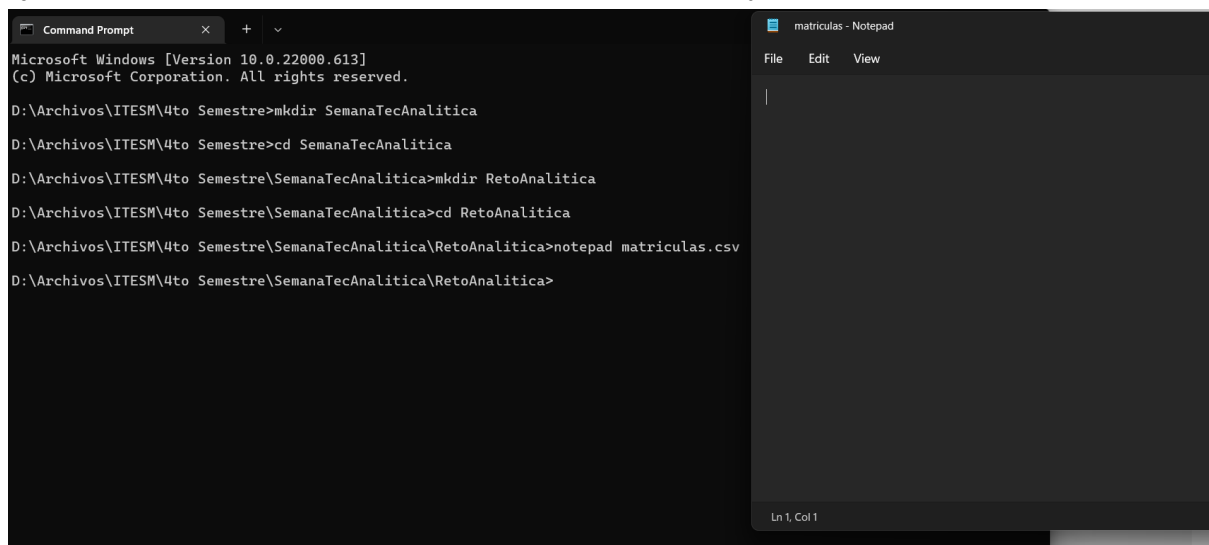 Command Prompt
Microsoft Windows [Version 10.0.22000.613]
(c) Microsoft Corporation. All rights reserved.
D:\Archivos\ITESM\4to Semestre>mkdir SemanaTecAnalitica
D:\Archivos\ITESM\4to Semestre>cd SemanaTecAnalitica
D:\Archivos\ITESM\4to Semestre\SemanaTecAnalitica>mkdir RetoAnalitica
D:\Archivos\ITESM\4to Semestre\SemanaTecAnalitica>cd RetoAnalitica
D:\Archivos\ITESM\4to Semestre\SemanaTecAnalitica\RetoAnalitica>notepad matriculas.csv
D:\Archivos\ITESM\4to Semestre\SemanaTecAnalitica\RetoAnalitica>
matriculas - Notepad
File Edit View
Ln 1, Col 1